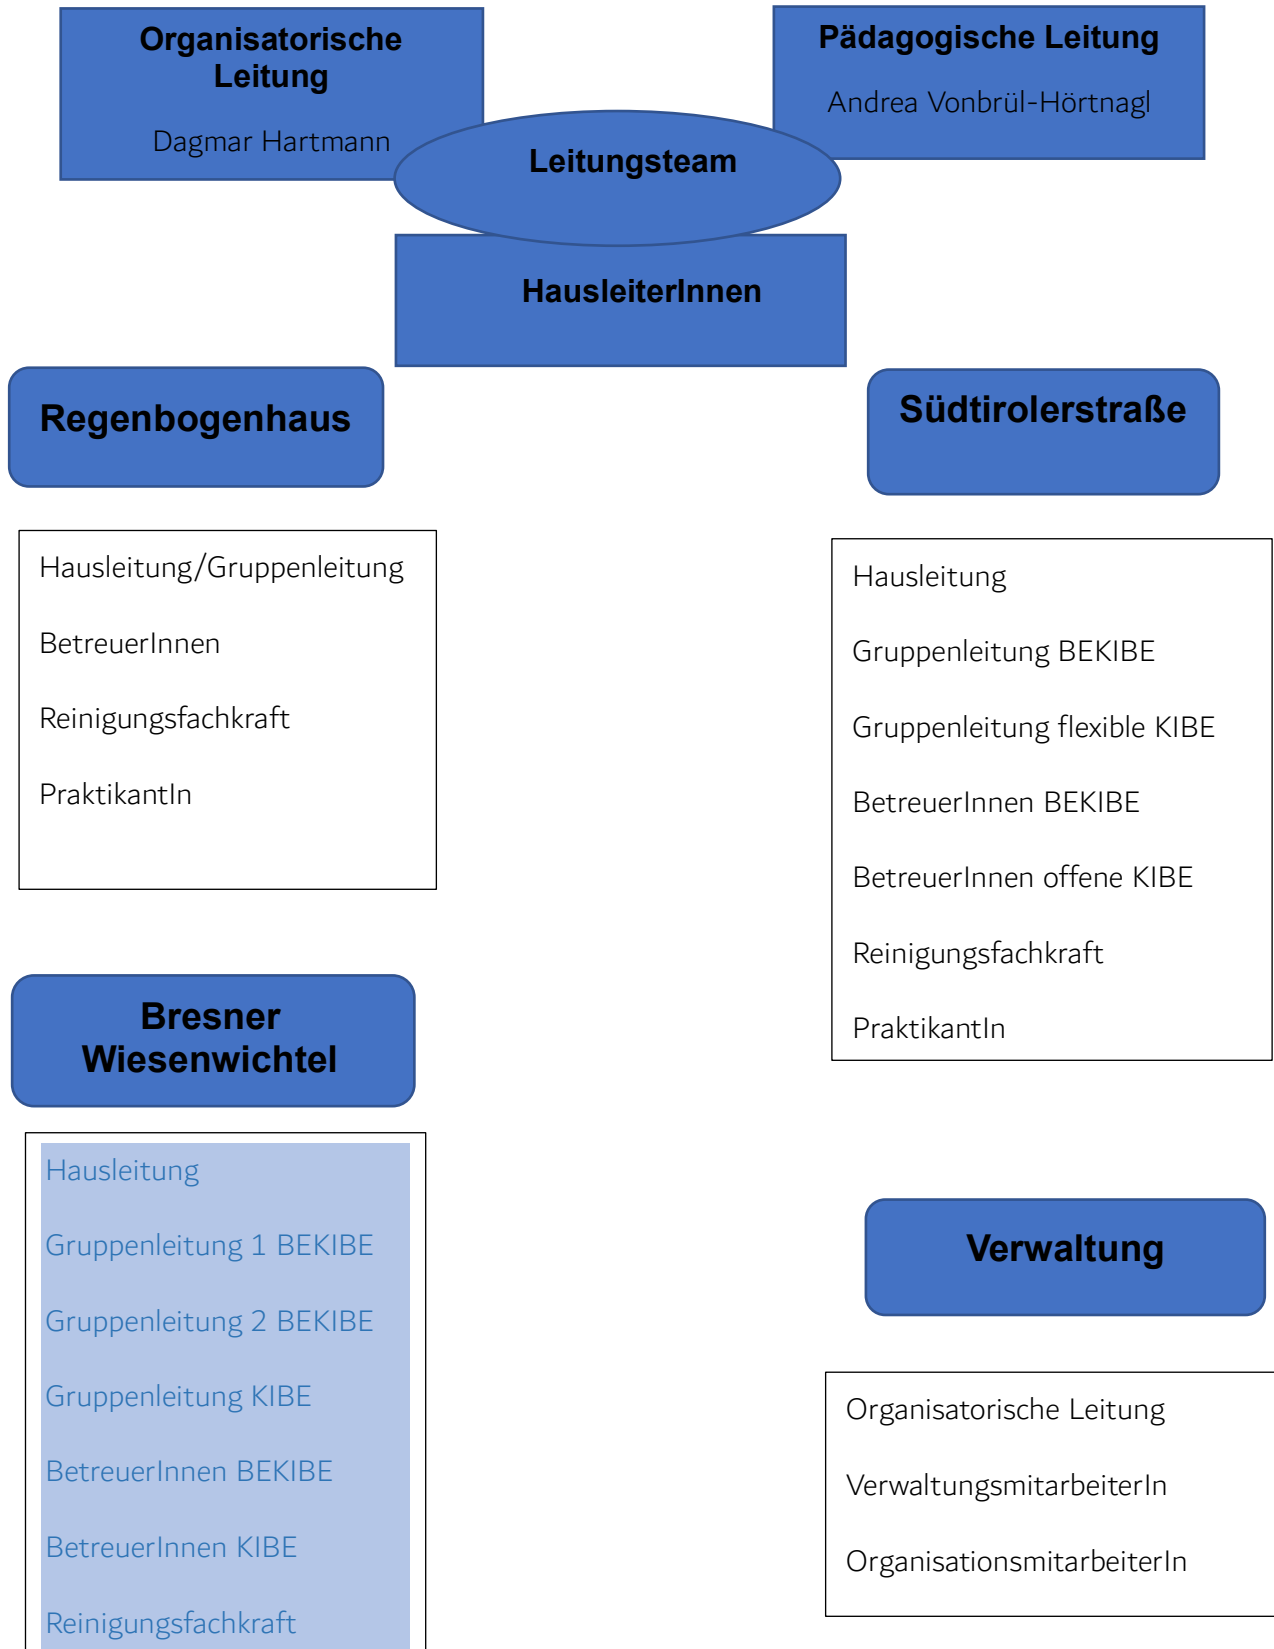 Organisatorische
Leitung
Dagmar Hartmann
Pädagogische Leitung
Andrea Vonbrül-Hörtnagl
Leitungsteam
HausleiterInnen
Regenbogenhaus
Hausleitung/Gruppenleitung
BetreuerInnen
Reinigungsfachkraft
PraktikantIn
Südtirolerstraße
Hausleitung
Gruppenleitung BEKIBE
Gruppenleitung flexible KIBE
BetreuerInnen BEKIBE
BetreuerInnen offene KIBE
Reinigungsfachkraft
PraktikantIn
Bresner
Wiesenwichtel
Hausleitung
Gruppenleitung 1 BEKIBE
Gruppenleitung 2 BEKIBE
Gruppenleitung KIBE
BetreuerInnen BEKIBE
BetreuerInnen KIBE
Reinigungsfachkraft
Verwaltung
Organisatorische Leitung
VerwaltungsmitarbeiterIn
OrganisationsmitarbeiterIn